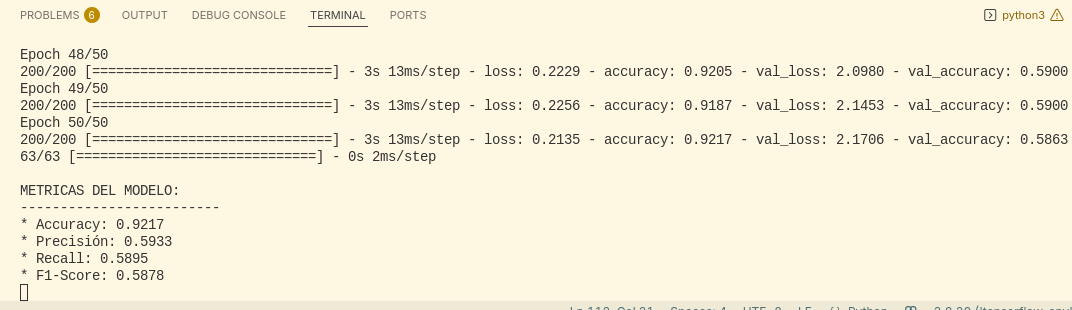 PROBLEMS 6 OUTPUT DEBUG CONSOLE TERMINAL PORTS python3
Epoch 48/50
200/200 [==============================] - 3s 13ms/step - loss: 0.2229 - accuracy: 0.9205 - val_loss: 2.0980 - val_accuracy: 0.5900
Epoch 49/50
200/200 [==============================] - 3s 13ms/step - loss: 0.2256 - accuracy: 0.9187 - val_loss: 2.1453 - val_accuracy: 0.5900
Epoch 50/50
200/200 [==============================] - 3s 13ms/step - loss: 0.2135 - accuracy: 0.9217 - val_loss: 2.1706 - val_accuracy: 0.5863
63/63 [==============================] - 0s 2ms/step
METRICAS DEL MODELO:
-------------------------
* Accuracy: 0.9217
* Precisión: 0.5933
* Recall: 0.5895
* F1-Score: 0.5878